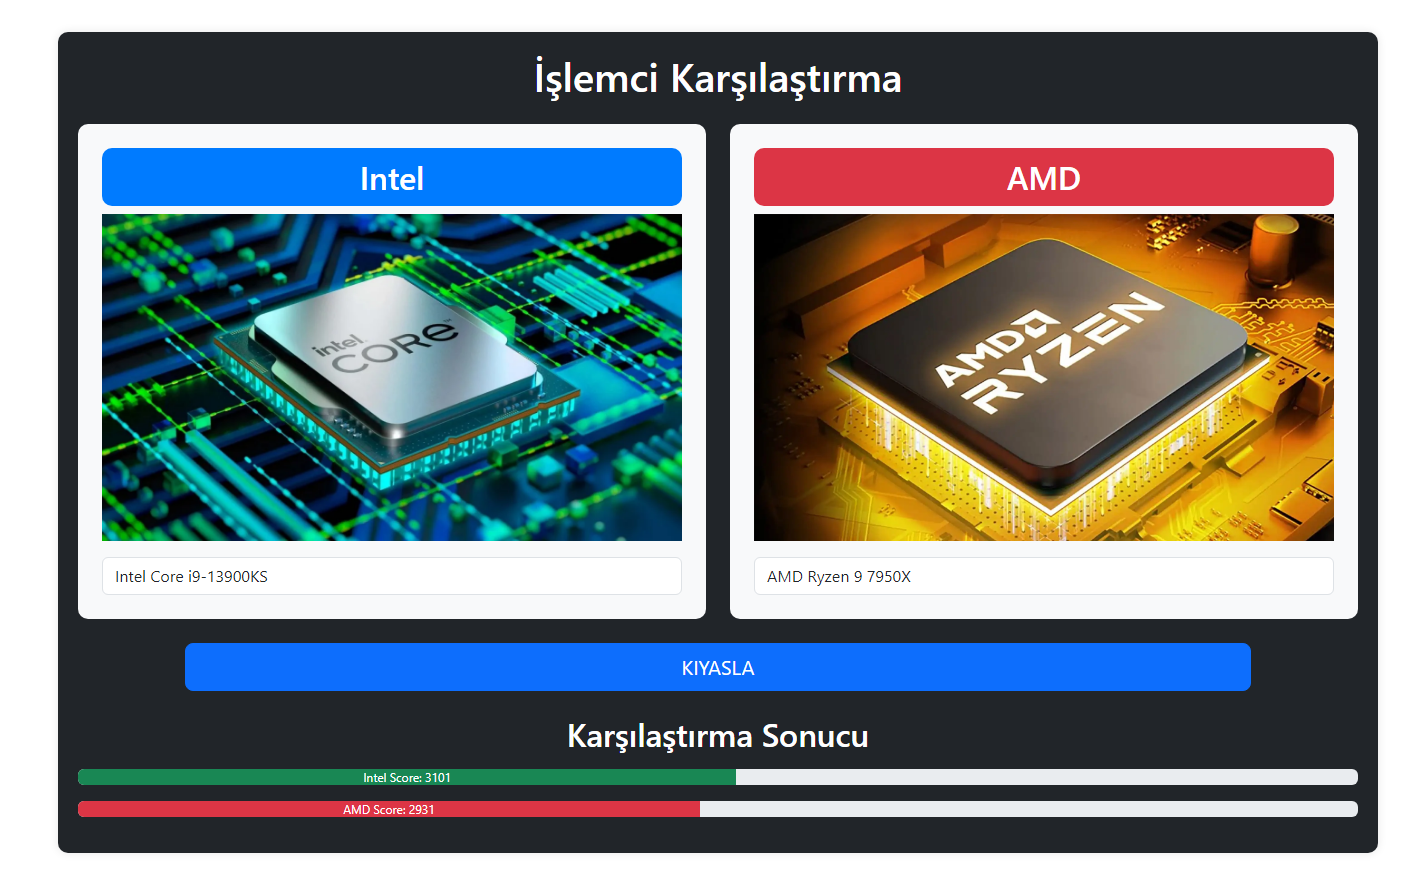 İşlemci Karşılaştırma
Intel
AMD
intel.
CORE™
AMD
RYZEN
Intel Core i9-13900KS
AMD Ryzen 9 7950X
KIYASLA
Karşılaştırma Sonucu
Intel Score: 3101
AMD Score: 2931